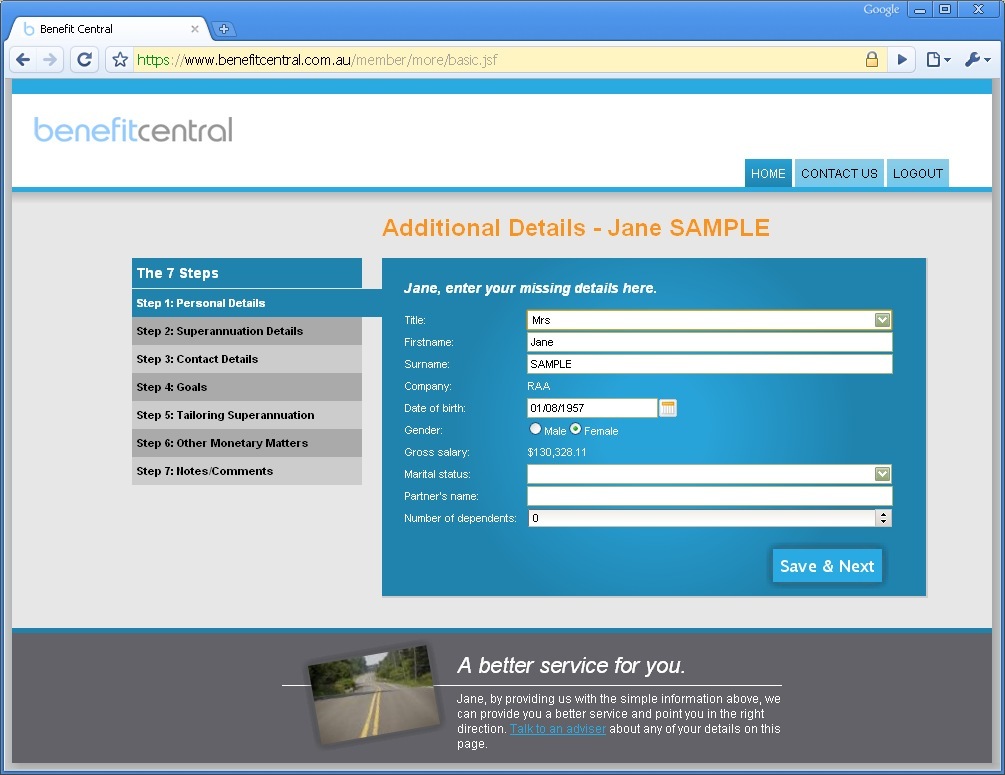 Google
Benefit Central
https://www.benefitcentral.com.au/member/more/basic.jsf
benefitcentral
HOME CONTACT US LOGOUT
Additional Details - Jane SAMPLE
The 7 Steps
Step 1: Personal Details
Step 2: Superannuation Details
Step 3: Contact Details
Step 4: Goals
Step 5: Tailoring Superannuation
Step 6: Other Monetary Matters
Step 7: Notes/Comments
Jane, enter your missing details here.
Title: Mrs
Firstname: Jane
Surname: SAMPLE
Company: RAA
Date of birth: 01/08/1957
Gender: Male Female
Gross salary: $130,328.11
Marital status:
Partner's name:
Number of dependents: 0
Save & Next
A better service for you.
Jane, by providing us with the simple information above, we
can provide you a better service and point you in the right
direction. Talk to an adviser about any of your details on this
page.